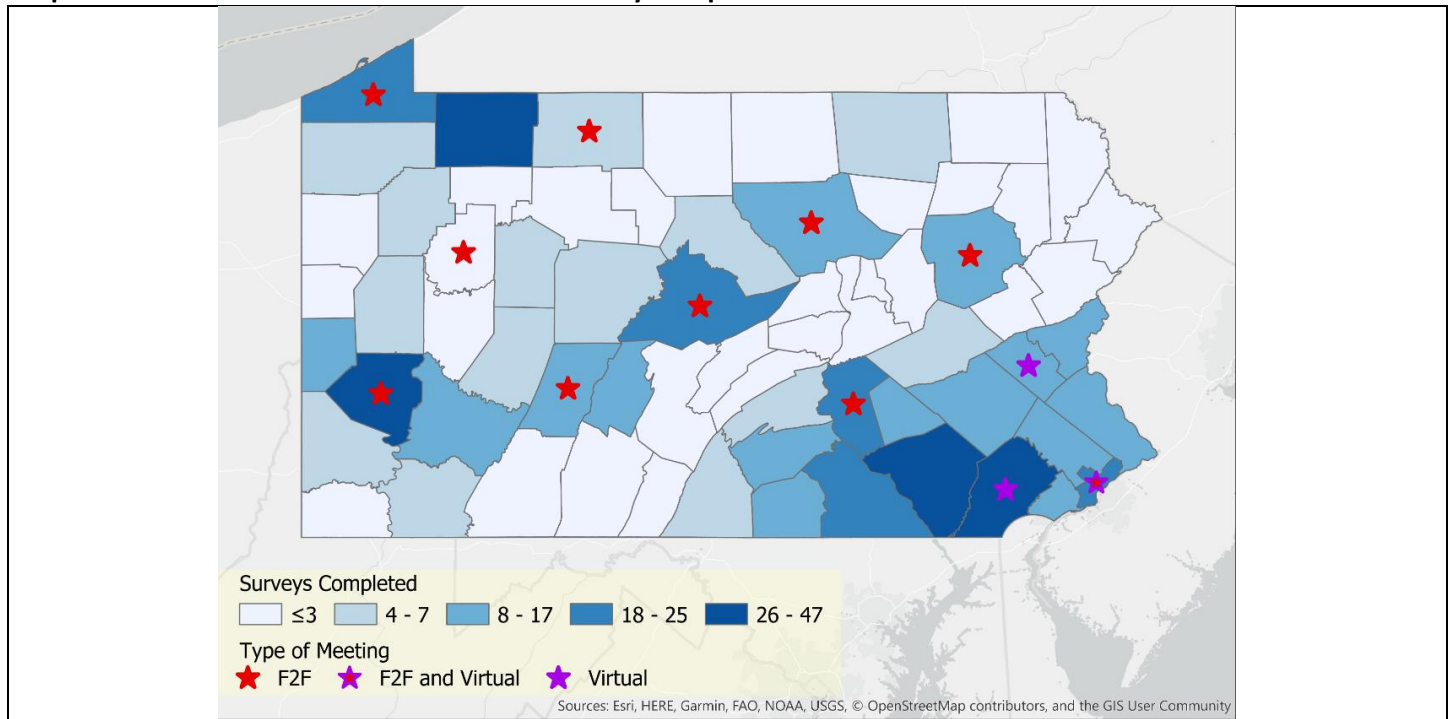 Surveys Completed
≤3 4 - 7 8 - 17 18 - 25 26 - 47
Type of Meeting
F2F F2F and Virtual Virtual
Sources: Esri, HERE, Garmin, FAO, NOAA, USGS, © OpenStreetMap contributors, and the GIS User Community